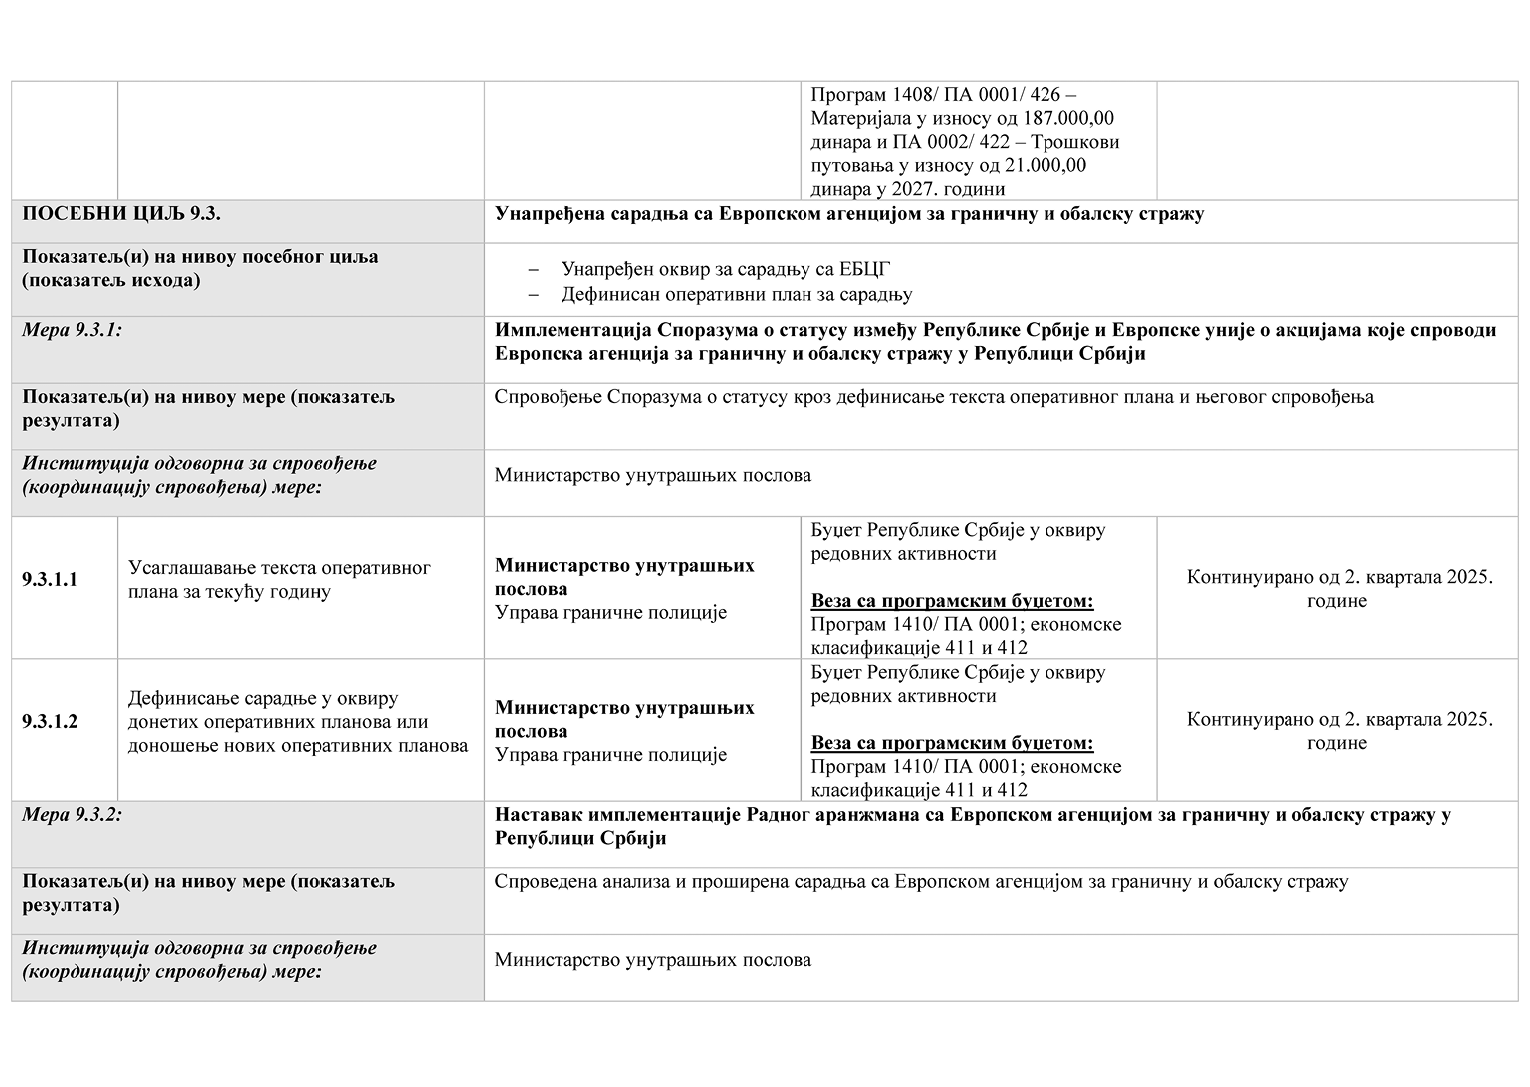 Програм 1408/ ПА 0001/ 426 –
Материјала у износу од 187.000,00
динара и ПА 0002/ 422 – Трошкови
путовања у износу од 21.000,00
динара у 2027. години
ПОСЕБНИ ЦИЉ 9.3.
Унапређена сарадња са Европском агенцијом за граничну и обалску стражу
Показатељ(и) на нивоу посебног циља
(показатељ исхода)
– Унапређен оквир за сарадњу са ЕБЦГ
– Дефинисан оперативни план за сарадњу
Мера 9.3.1:
Имплементација Споразума о статусу између Републике Србије и Европске уније о акцијама које спроводи
Европска агенција за граничну и обалску стражу у Републици Србији
Показатељ(и) на нивоу мере (показатељ
резултата)
Спровођење Споразума о статусу кроз дефинисање текста оперативног плана и његовог спровођења
Институција одговорна за спровођење
(координацију спровођења) мере:
Министарство унутрашњих послова
9.3.1.1
Усаглашавање текста оперативног
плана за текућу годину
Министарство унутрашњих
послова
Управа граничне полиције
Буџет Републике Србије у оквиру
редовних активности
Веза са програмским буџетом:
Програм 1410/ ПА 0001; економске
класификације 411 и 412
Континуирано од 2. квартала 2025.
године
9.3.1.2
Дефинисање сарадње у оквиру
донетих оперативних планова или
доношење нових оперативних планова
Министарство унутрашњих
послова
Управа граничне полиције
Буџет Републике Србије у оквиру
редовних активности
Веза са програмским буџетом:
Програм 1410/ ПА 0001; економске
класификације 411 и 412
Континуирано од 2. квартала 2025.
године
Мера 9.3.2:
Наставак имплементације Радног аранжмана са Европском агенцијом за граничну и обалску стражу у
Републици Србији
Показатељ(и) на нивоу мере (показатељ
резултата)
Спроведена анализа и проширена сарадња са Европском агенцијом за граничну и обалску стражу
Институција одговорна за спровођење
(координацију спровођења) мере:
Министарство унутрашњих послова